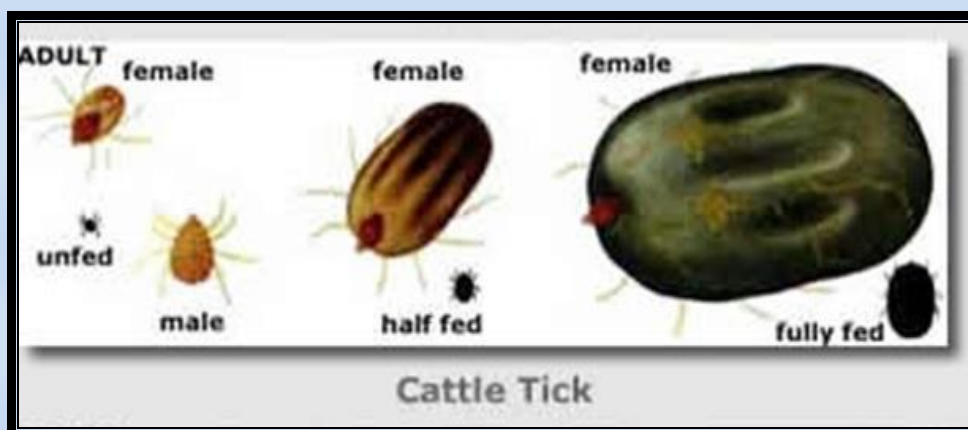 ADULT
female
female
female
unfed
male
half fed
fully fed
Cattle Tick